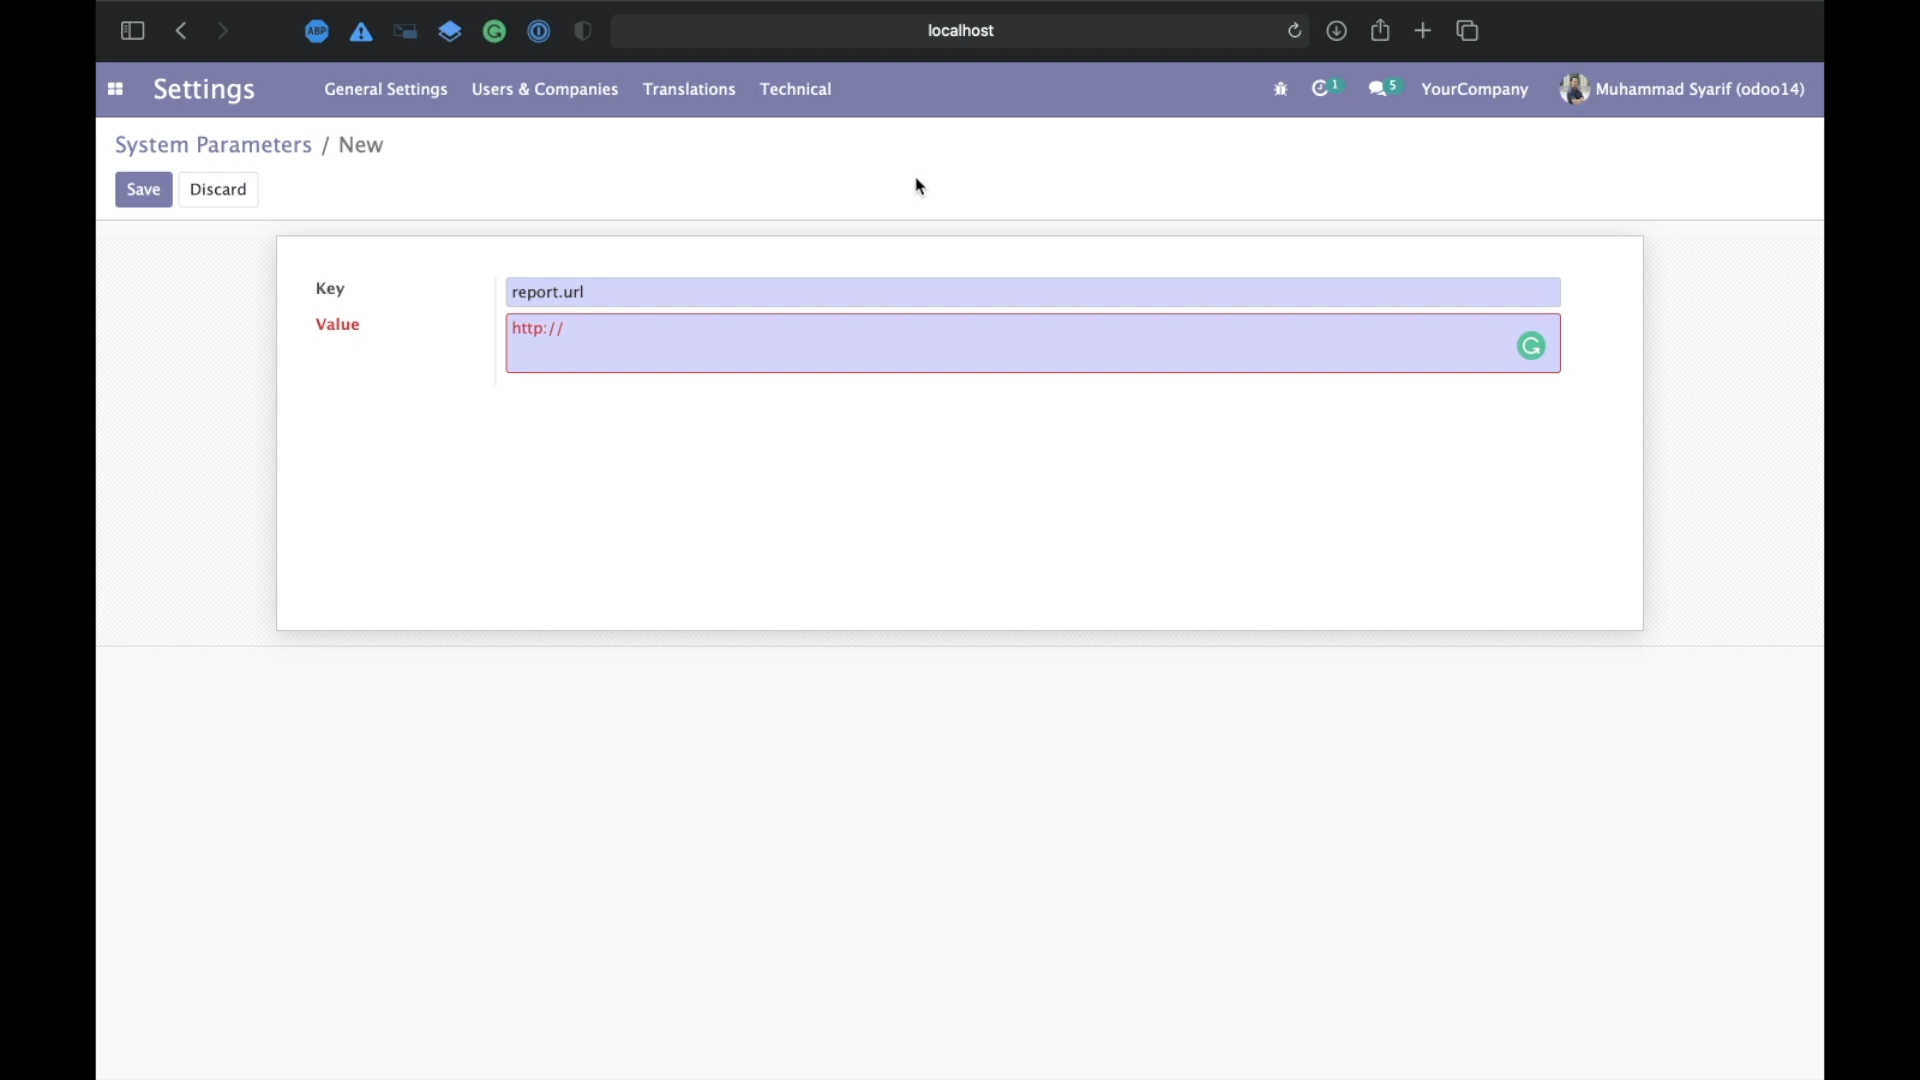 ABP
localhost
Settings
General Settings
Users & Companies
Translations
Technical
1
5
YourCompany
Muhammad Syarif (odoo14)
System Parameters / New
Save
Discard
Key
report.url
Value
http://